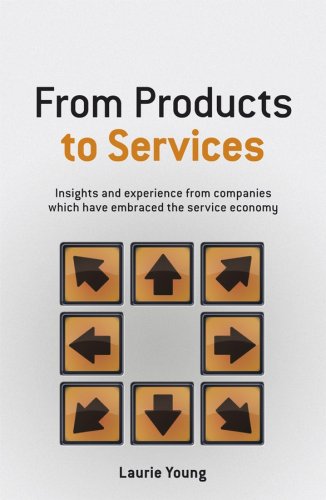 From Products
to Services
Insights and experience from companies
which have embraced the service economy
Laurie Young